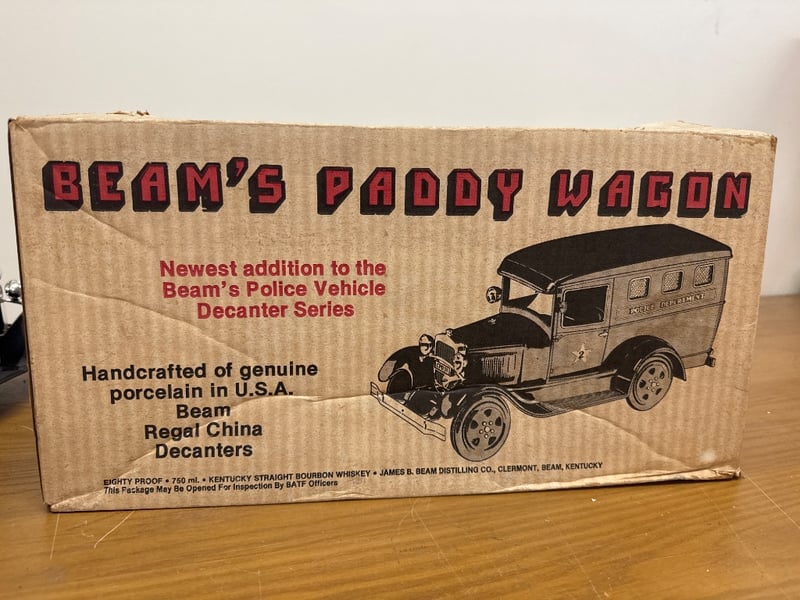 BEAM'S PADDY WAGON
Newest addition to the
Beam's Police Vehicle
Decanter Series
POLICE DEPARTMENT
2
Handcrafted of genuine
porcelain in U.S.A.
Beam
Regal China
Decanters
EIGHTY PROOF • 750 ml. • KENTUCKY STRAIGHT BOURBON WHISKEY • JAMES B. BEAM DISTILLING CO., CLERMONT, BEAM, KENTUCKY
This Package May Be Opened For Inspection By BATF Officers